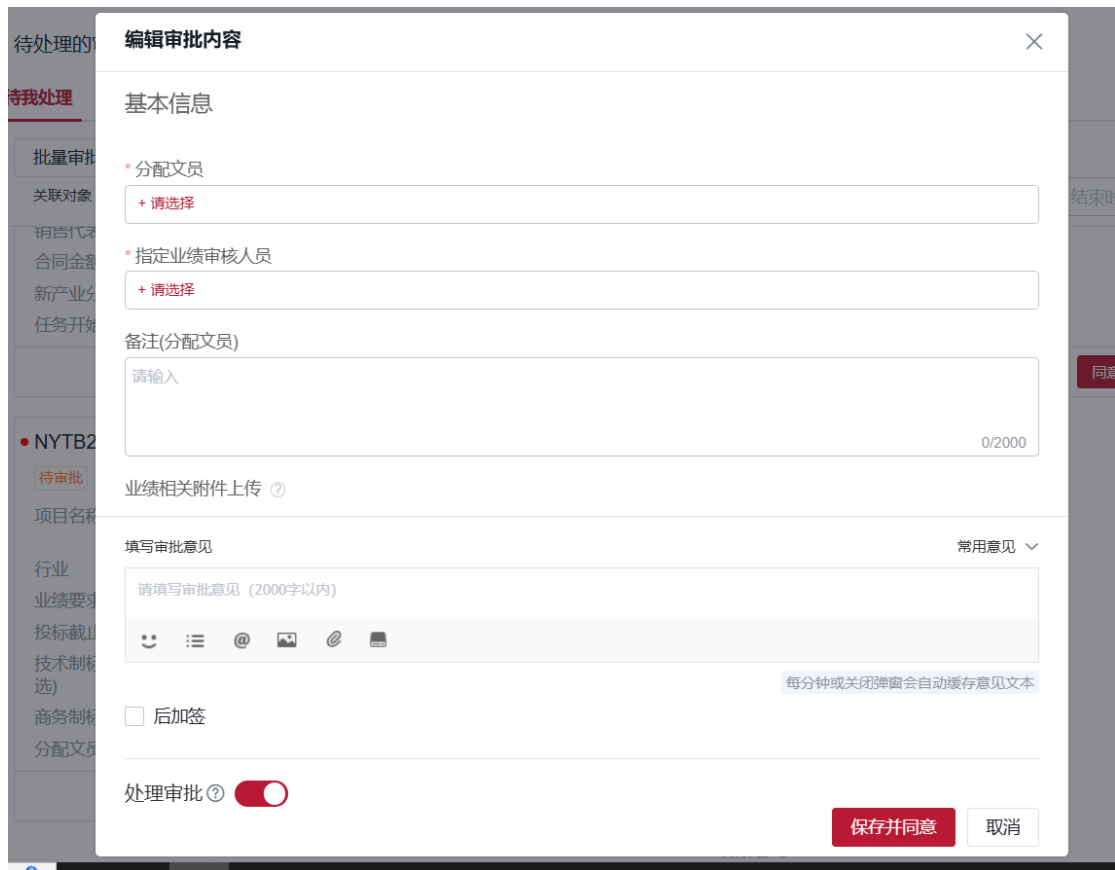 编辑审批内容
待处理的
待我处理
基本信息
批量审批
* 分配文员
关联对象
+ 请选择
结束时
销售代表
合同金额
* 指定业绩审核人员
新产业分
+ 请选择
任务开始
备注(分配文员)
请输入
同意
0/2000
NYTB2
待审批
业绩相关附件上传
项目名称
填写审批意见
常用意见
行业
请填写审批意见（2000字以内）
业绩要求
投标截止
技术制标
选)
每分钟或关闭弹窗会自动缓存意见文本
商务制标
后加签
分配文员
处理审批
保存并同意
取消